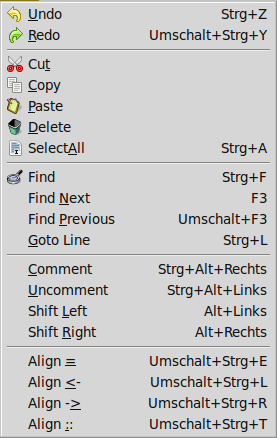 Undo Strg+Z
Redo Umschalt+Strg+Y
Cut
Copy
Paste
Delete
SelectAll Strg+A
Find Strg+F
Find Next F3
Find Previous Umschalt+F3
Goto Line Strg+L
Comment Strg+Alt+Rechts
Uncomment Strg+Alt+Links
Shift Left Alt+Links
Shift Right Alt+Rechts
Align = Umschalt+Strg+E
Align <- Umschalt+Strg+L
Align -> Umschalt+Strg+R
Align :: Umschalt+Strg+T